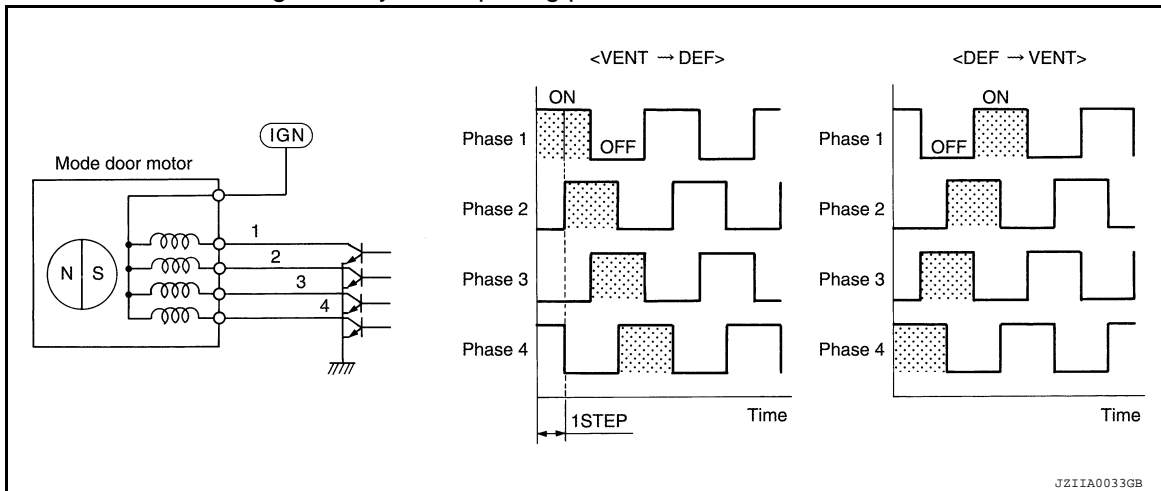 Mode door motor
IGN
N S
1
2
3
4
<VENT → DEF>
ON
Phase 1
OFF
Phase 2
Phase 3
Phase 4
Time
1STEP
<DEF → VENT>
ON
Phase 1
OFF
Phase 2
Phase 3
Phase 4
Time
JZIIA0033GB